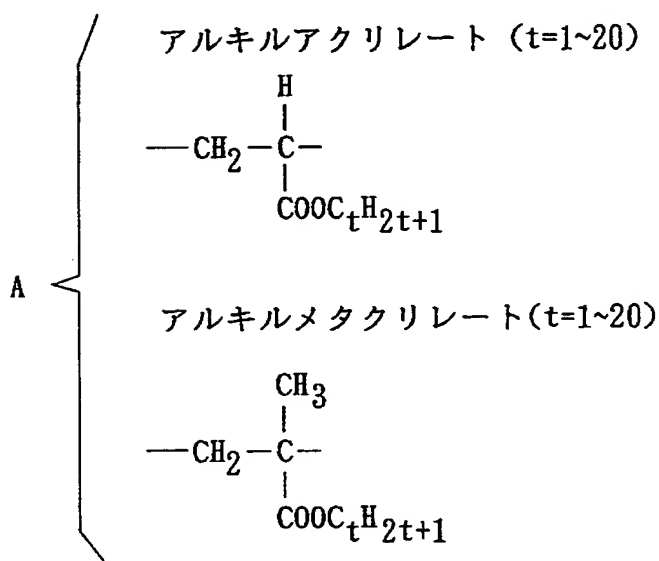 アルキルアクリレート (t=1~20)
H
—CH2—C—
COOCtH2t+1
A
アルキルメタクリレート(t=1~20)
CH3
—CH2—C—
COOCtH2t+1